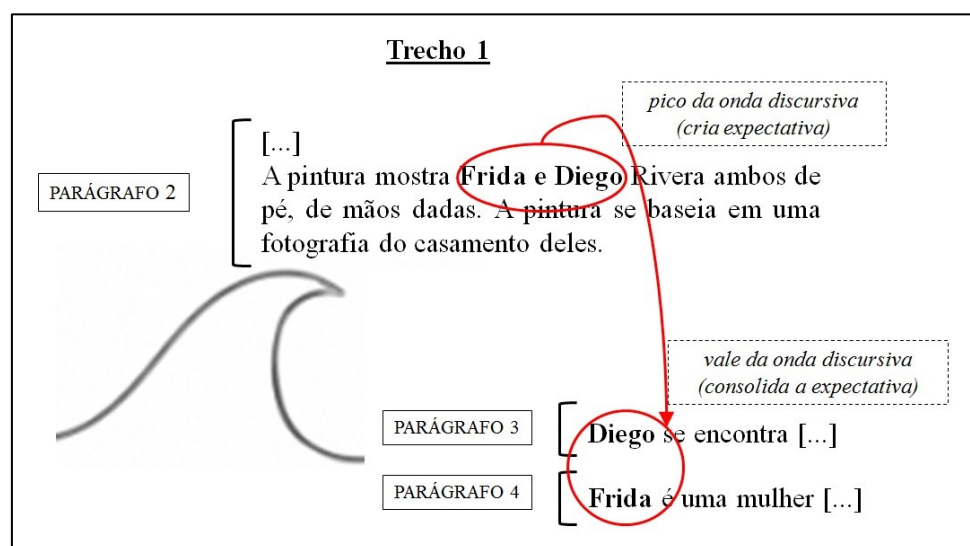 Trecho 1
pico da onda discursiva
(cria expectativa)
PARÁGRAFO 2
[...]
A pintura mostra Frida e Diego Rivera ambos de
pé, de mãos dadas. A pintura se baseia em uma
fotografia do casamento deles.
vale da onda discursiva
(consolida a expectativa)
PARÁGRAFO 3
Diego se encontra [...]
PARÁGRAFO 4
Frida é uma mulher [...]